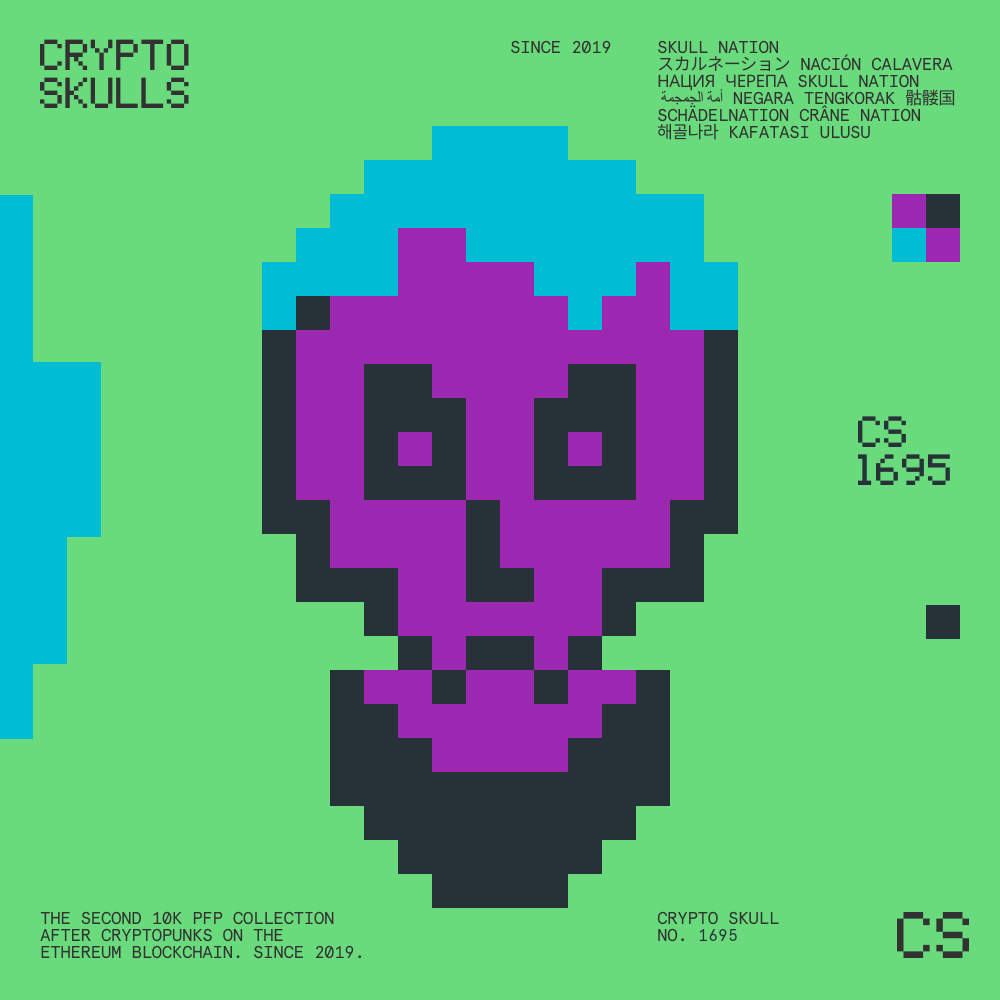 CRYPTO
SKULLS
SINCE 2019
SKULL NATION
スカルネーション NACIÓN CALAVERA
НАЦИЯ ЧЕРЕПА SKULL NATION
أمة الجمجمة NEGARA TENGKORAK 骷髅国
SCHÄDELNATION CRÂNE NATION
해골나라 KAFATASI ULUSU
CS
1695
THE SECOND 10K PFP COLLECTION
AFTER CRYPTOPUNKS ON THE
ETHEREUM BLOCKCHAIN. SINCE 2019.
CRYPTO SKULL
NO. 1695
CS